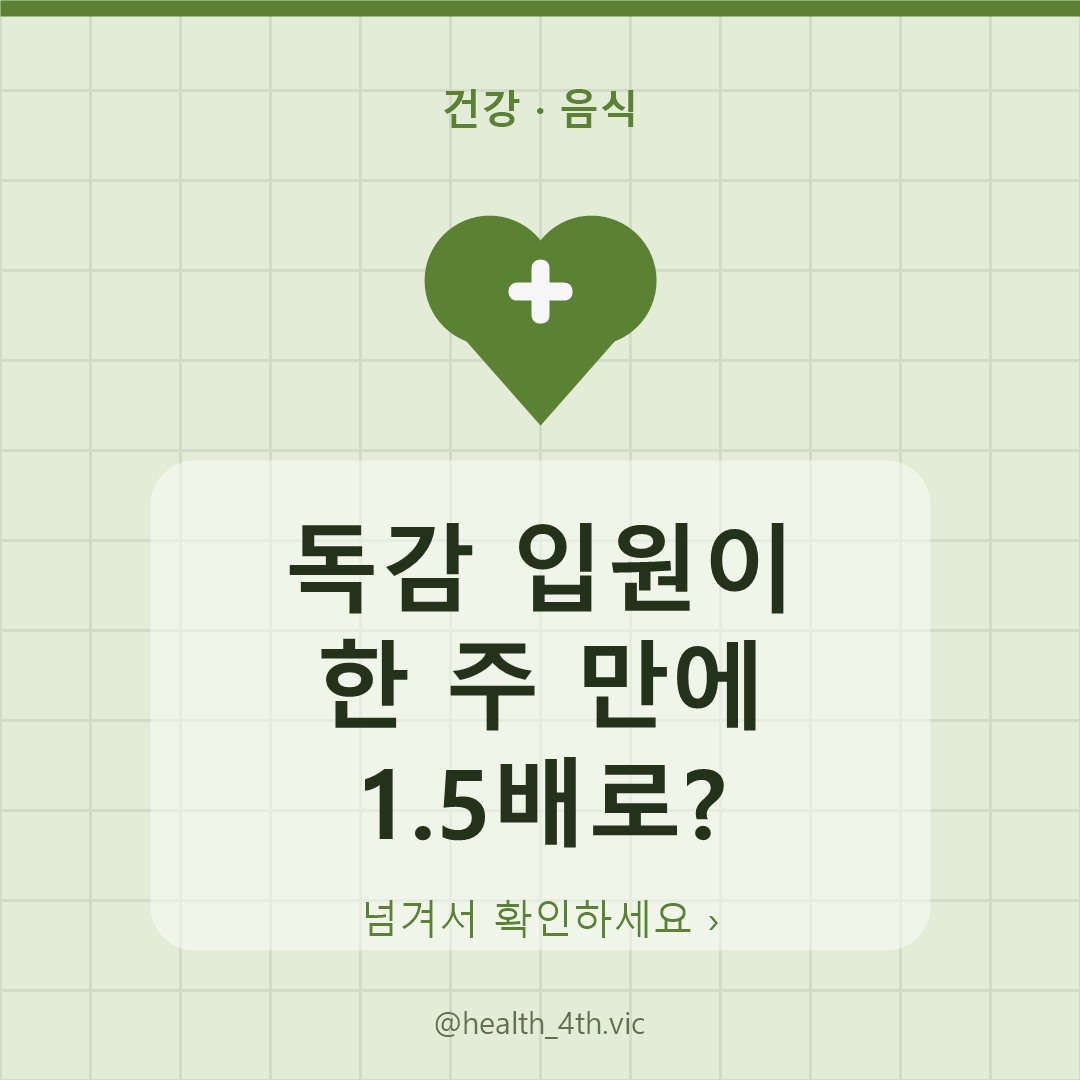 건강 · 음식
독감 입원이
한 주 만에
1.5배로?
넘겨서 확인하세요 ›
@health_4th.vic